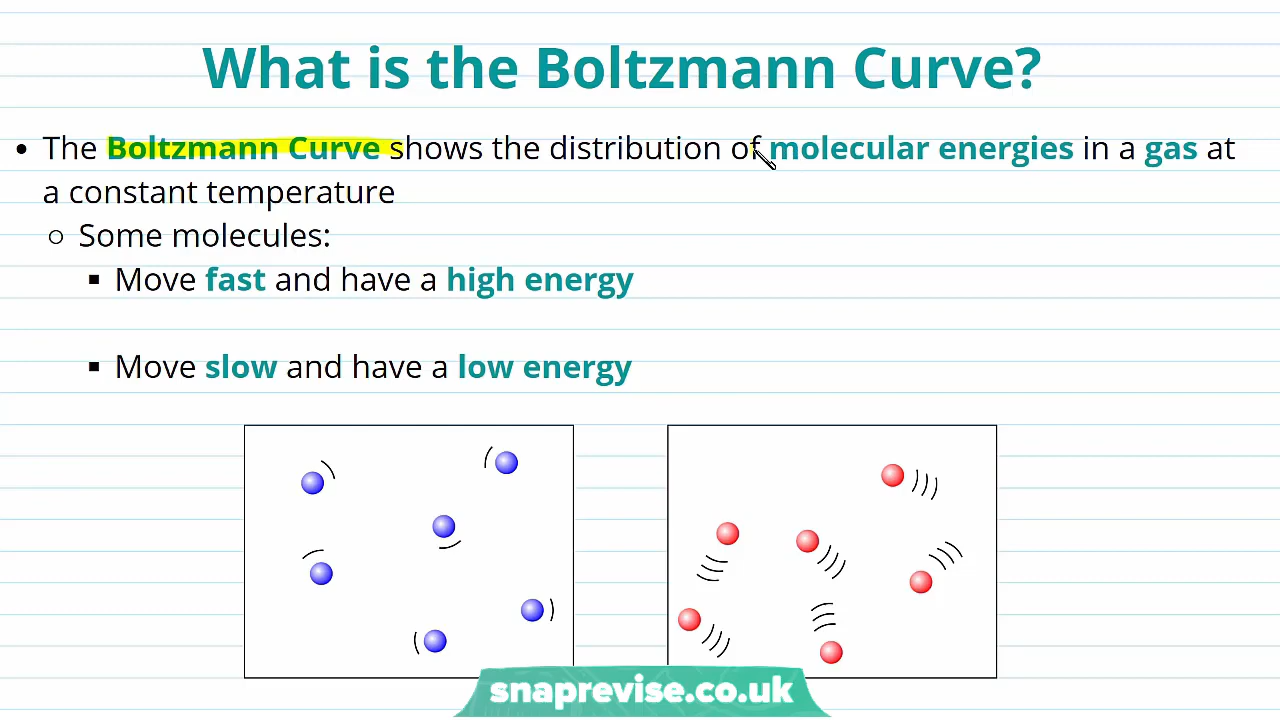 What is the Boltzmann Curve?
• The Boltzmann Curve shows the distribution of molecular energies in a gas at
a constant temperature
○ Some molecules:
▪ Move fast and have a high energy
▪ Move slow and have a low energy
snaprevise.co.uk